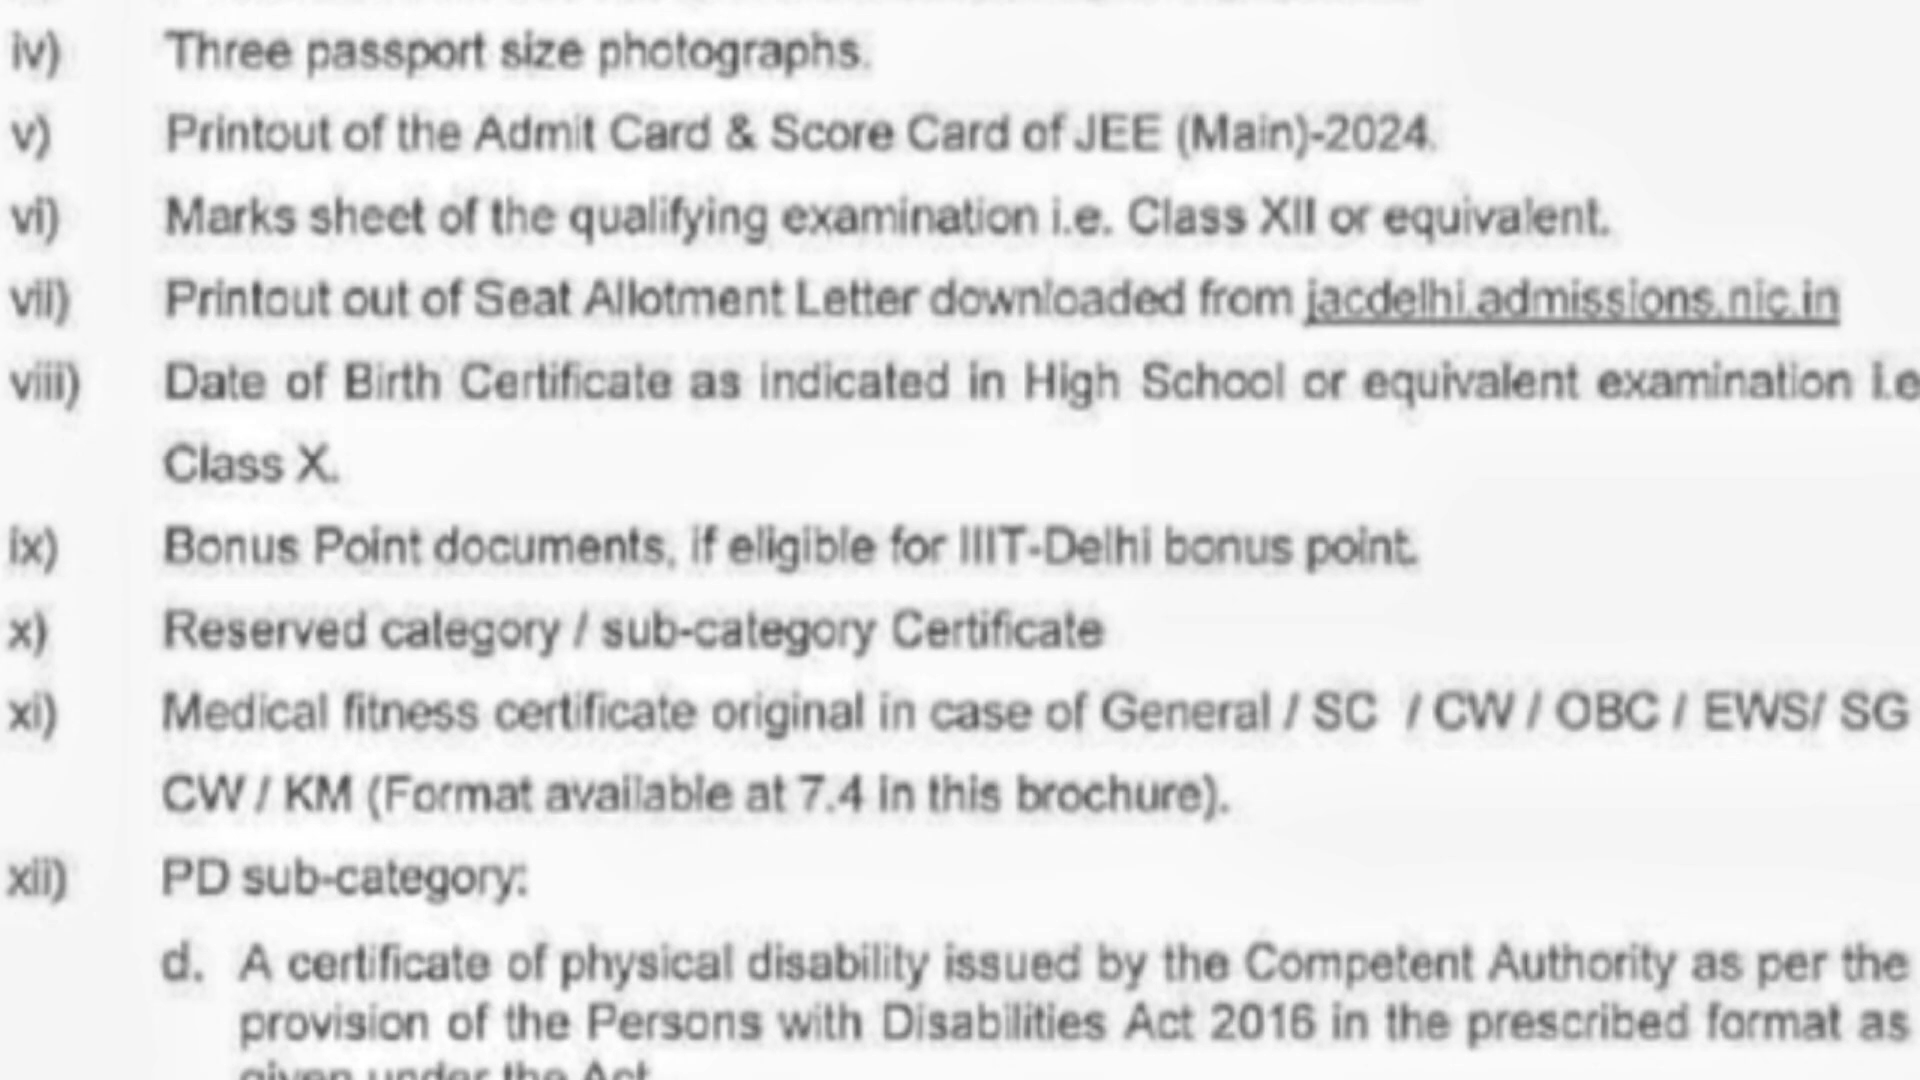 iv) Three passport size photographs.
v) Printout of the Admit Card & Score Card of JEE (Main)-2024.
vi) Marks sheet of the qualifying examination i.e. Class XII or equivalent.
vii) Printout out of Seat Allotment Letter downloaded from jacdelhi.admissions.nic.in
viii) Date of Birth Certificate as indicated in High School or equivalent examination i.e
Class X.
ix) Bonus Point documents, if eligible for IIIT-Delhi bonus point.
x) Reserved category / sub-category Certificate
xi) Medical fitness certificate original in case of General / SC / CW / OBC / EWS/ SG
CW / KM (Format available at 7.4 in this brochure).
xii) PD sub-category:
d. A certificate of physical disability issued by the Competent Authority as per the
provision of the Persons with Disabilities Act 2016 in the prescribed format as
given under the Act